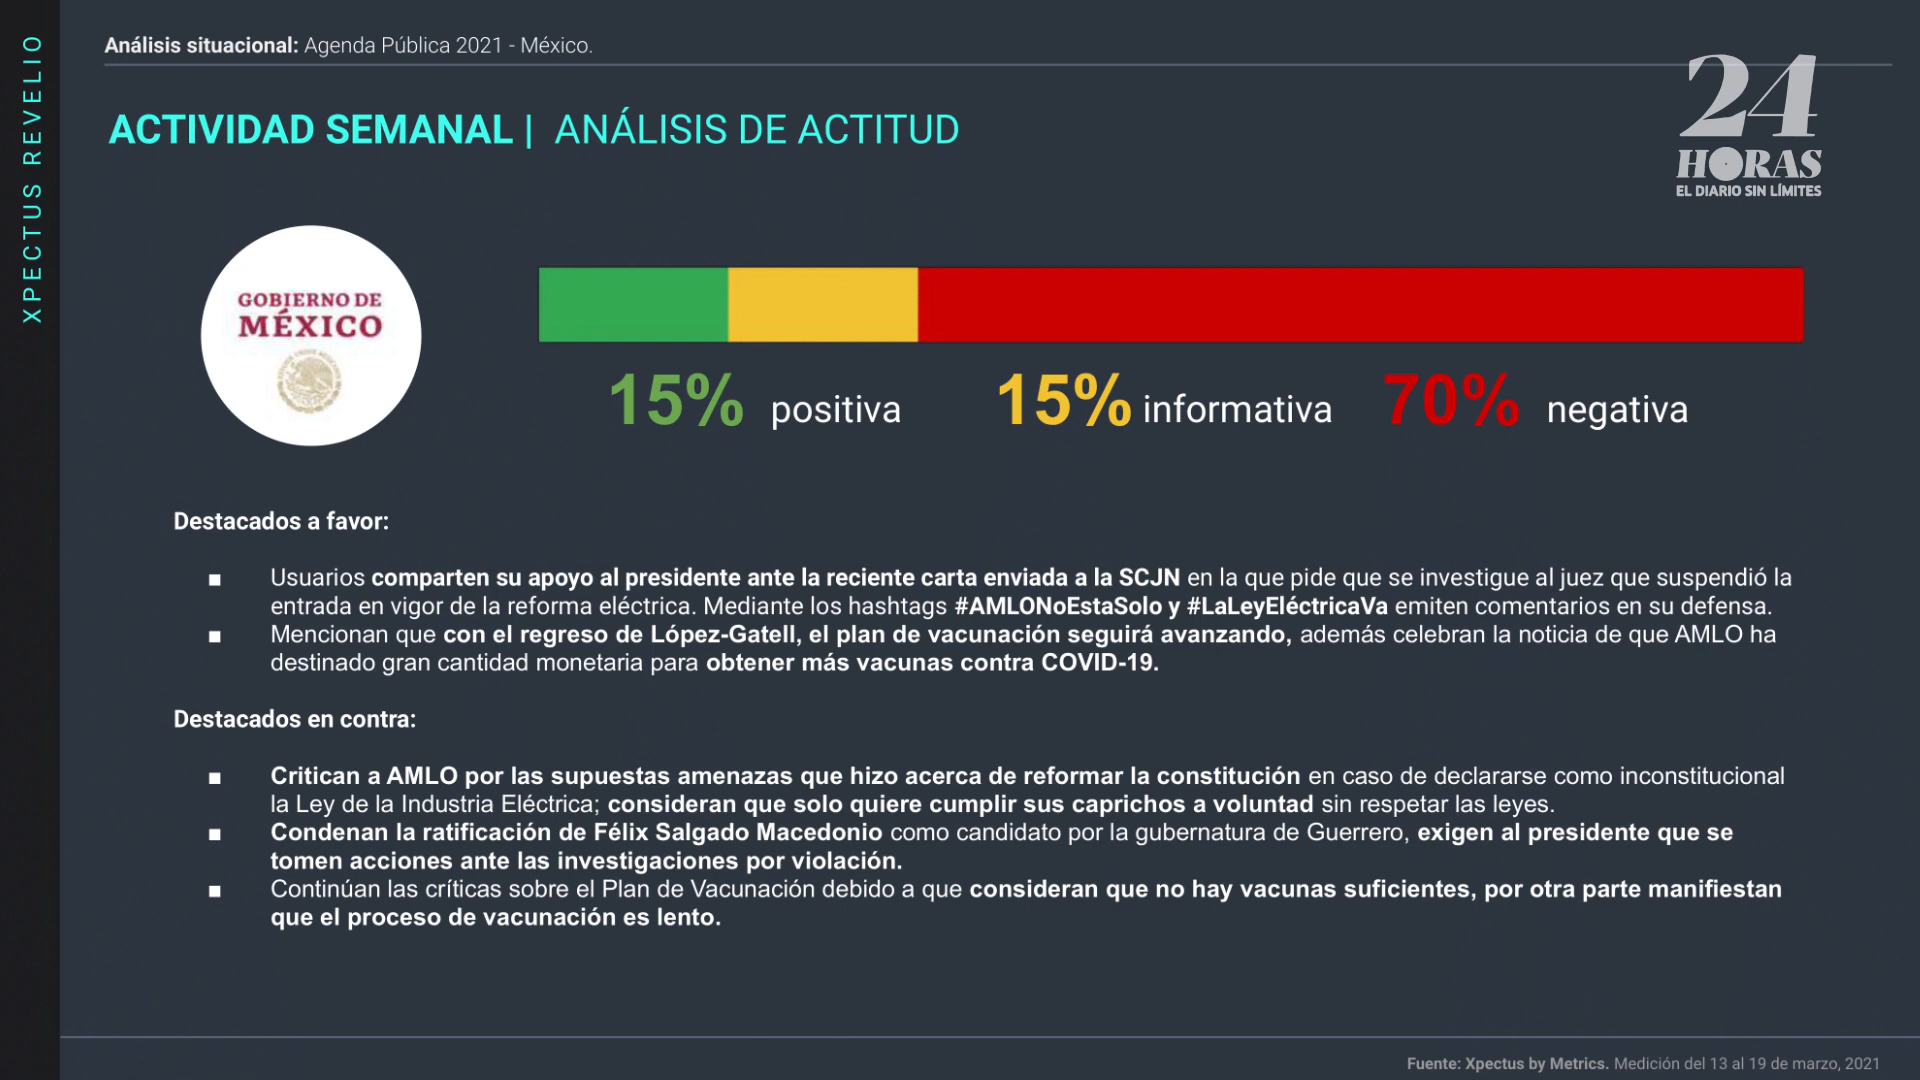 XPECTUS REVELIO
Análisis situacional: Agenda Pública 2021 - México.
24
HORAS
EL DIARIO SIN LÍMITES
ACTIVIDAD SEMANAL | ANÁLISIS DE ACTITUD
GOBIERNO DE
MÉXICO
15% positiva 15% informativa 70% negativa
Destacados a favor:
■ Usuarios comparten su apoyo al presidente ante la reciente carta enviada a la SCJN en la que pide que se investigue al juez que suspendió la
entrada en vigor de la reforma eléctrica. Mediante los hashtags #AMLONoEstaSolo y #LaLeyEléctricaVa emiten comentarios en su defensa.
■ Mencionan que con el regreso de López-Gatell, el plan de vacunación seguirá avanzando, además celebran la noticia de que AMLO ha
destinado gran cantidad monetaria para obtener más vacunas contra COVID-19.
Destacados en contra:
■ Critican a AMLO por las supuestas amenazas que hizo acerca de reformar la constitución en caso de declararse como inconstitucional
la Ley de la Industria Eléctrica; consideran que solo quiere cumplir sus caprichos a voluntad sin respetar las leyes.
■ Condenan la ratificación de Félix Salgado Macedonio como candidato por la gubernatura de Guerrero, exigen al presidente que se
tomen acciones ante las investigaciones por violación.
■ Continúan las críticas sobre el Plan de Vacunación debido a que consideran que no hay vacunas suficientes, por otra parte manifiestan
que el proceso de vacunación es lento.
Fuente: Xpectus by Metrics. Medición del 13 al 19 de marzo, 2021